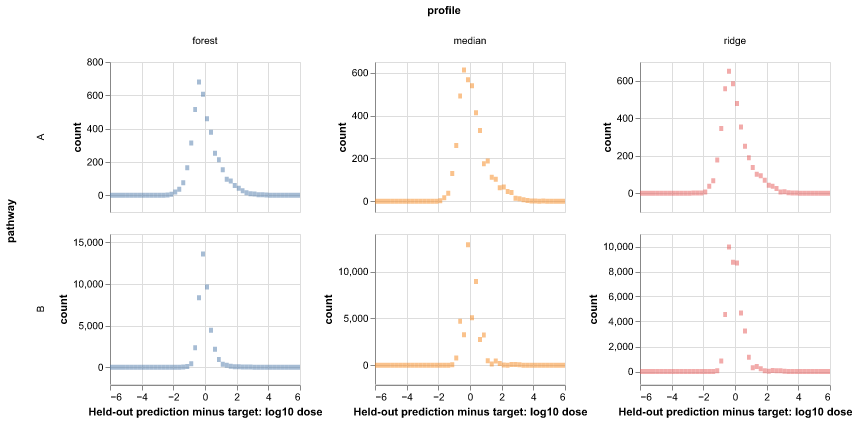 profile
forest median ridge
pathway
A
count
800
600
400
200
0
count
600
400
200
0
count
600
400
200
0
B
count
15,000
10,000
5,000
0
count
10,000
5,000
0
count
10,000
8,000
6,000
4,000
2,000
0
−6 −4 −2 0 2 4 6
−6 −4 −2 0 2 4 6
−6 −4 −2 0 2 4 6
Held-out prediction minus target: log10 dose
Held-out prediction minus target: log10 dose
Held-out prediction minus target: log10 dose